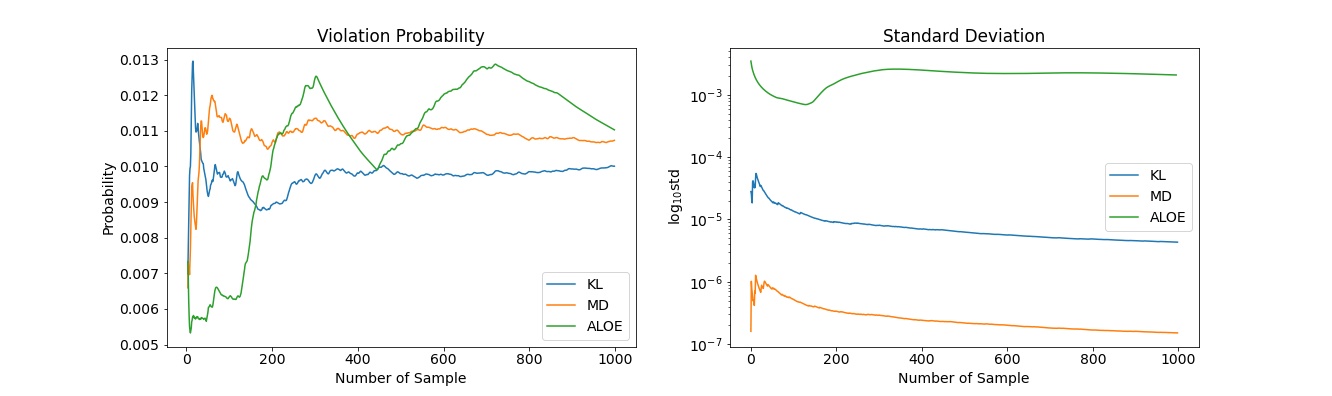 Violation Probability
0.013
0.012
0.011
0.010
0.009
0.008
0.007
0.006
0.005
Probability
0 200 400 600 800 1000
Number of Sample
KL
MD
ALOE
Standard Deviation
10⁻³
10⁻⁴
10⁻⁵
10⁻⁶
10⁻⁷
log₁₀std
0 200 400 600 800 1000
Number of Sample
KL
MD
ALOE